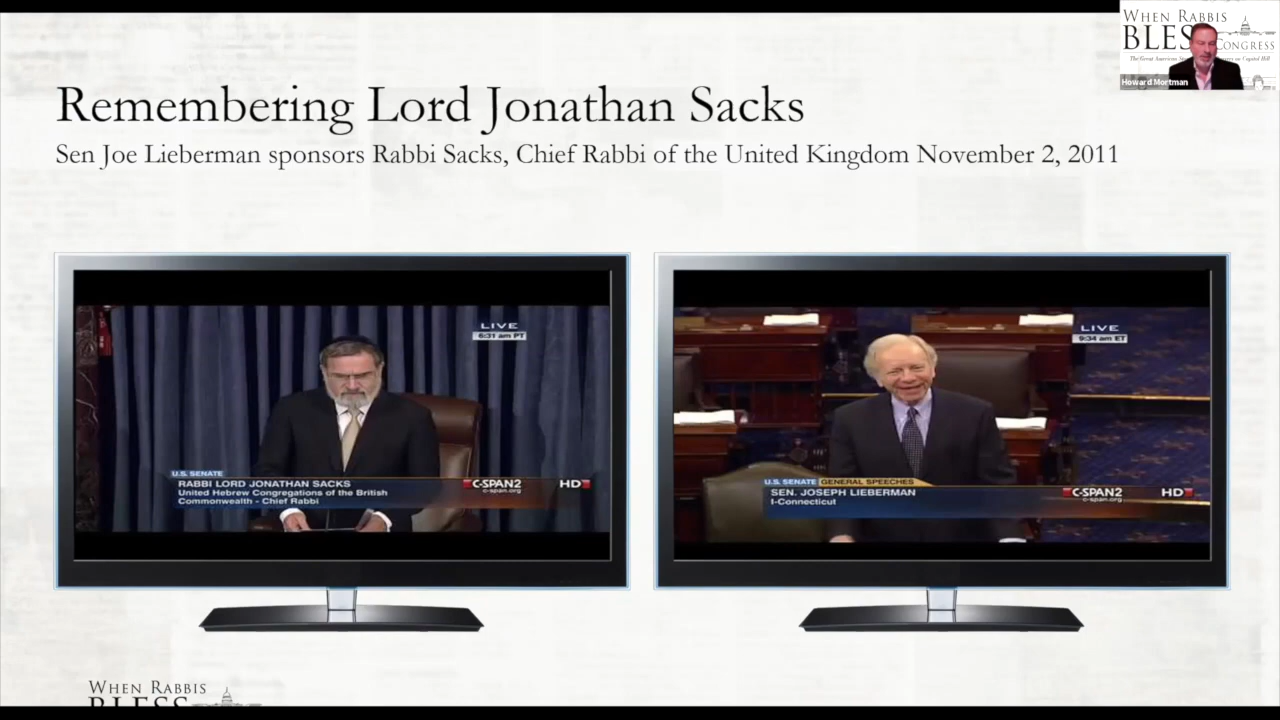 When Rabbis
BLES
Congress
Howard Mortman
Remembering Lord Jonathan Sacks
Sen Joe Lieberman sponsors Rabbi Sacks, Chief Rabbi of the United Kingdom November 2, 2011
LIVE
6:31 am PT
U.S. SENATE
RABBI LORD JONATHAN SACKS
United Hebrew Congregations of the British
Commonwealth - Chief Rabbi
C-SPAN2
c-span.org
HD
LIVE
9:34 am ET
U.S. SENATE GENERAL SPEECHES
SEN. JOSEPH LIEBERMAN
I-Connecticut
C-SPAN2
c-span.org
HD
When Rabbis
BLESS